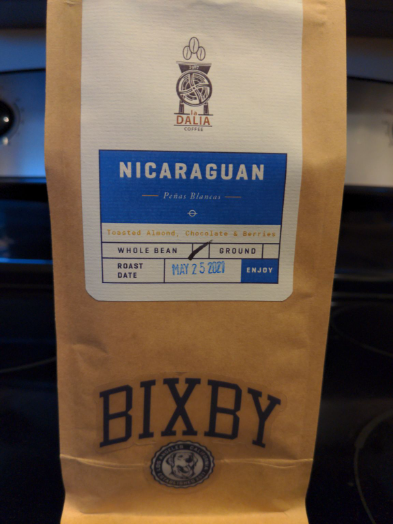 La
DALIA
COFFEE
NICARAGUAN
Peñas Blancas
Toasted Almond, Chocolate & Berries
WHOLE BEAN
GROUND
ROAST DATE
MAY 25 2021
ENJOY
BIXBY